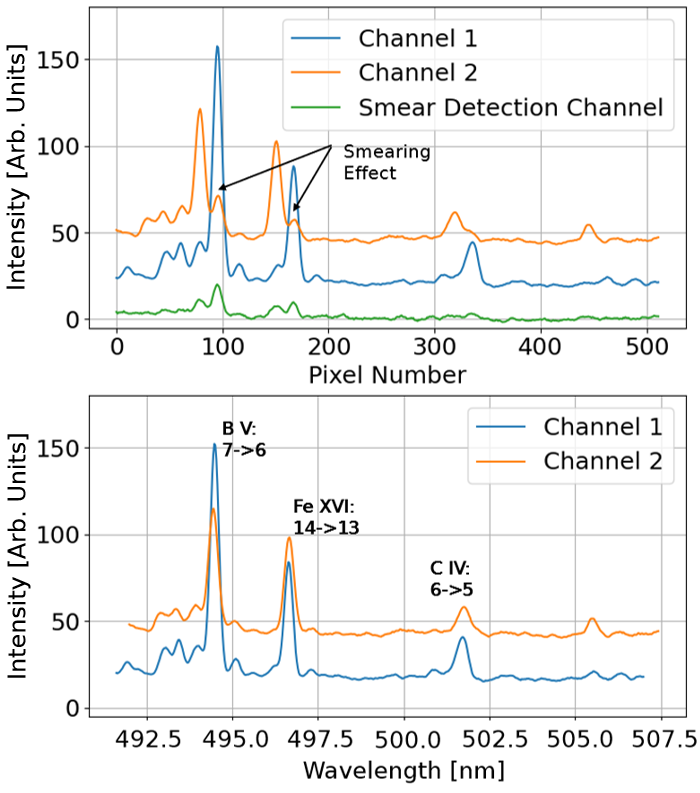 Intensity [Arb. Units]
150
100
50
0
Channel 1
Channel 2
Smear Detection Channel
Smearing
Effect
0 100 200 300 400 500
Pixel Number
Intensity [Arb. Units]
150
100
50
0
B V:
7->6
Fe XVI:
14->13
C IV:
6->5
Channel 1
Channel 2
492.5 495.0 497.5 500.0 502.5 505.0 507.5
Wavelength [nm]